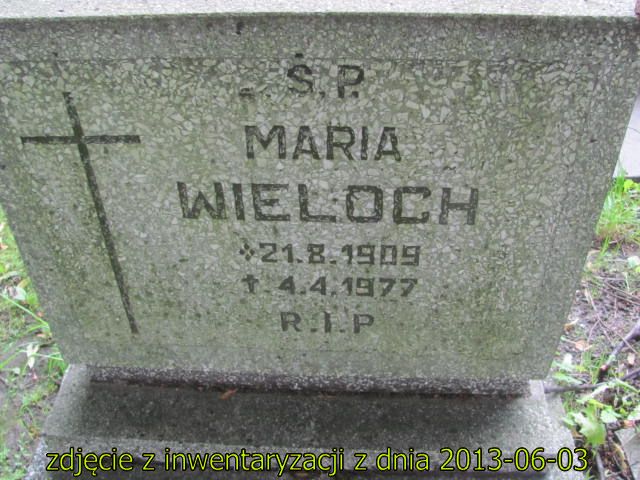 Ś.P.
MARIA
WIELOCH
21.8.1909
† 4.4.1977
R.I.P
zdjęcie z inwentaryzacji z dnia 2013-06-03